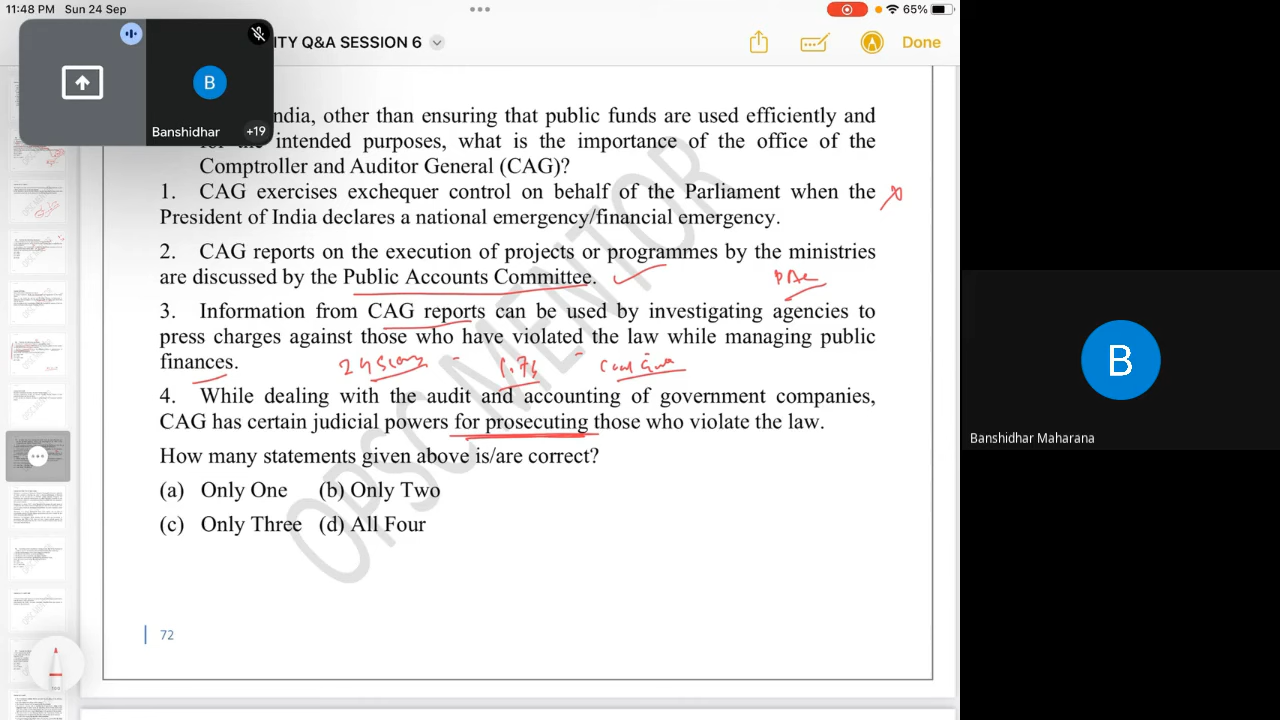 11:48 PM Sun 24 Sep
65%
ITY Q&A SESSION 6
Done
B
Banshidhar
+19
ndia, other than ensuring that public funds are used efficiently and
intended purposes, what is the importance of the office of the
Comptroller and Auditor General (CAG)?
1. CAG exercises exchequer control on behalf of the Parliament when the
President of India declares a national emergency/financial emergency.
2. CAG reports on the execution of projects or programmes by the ministries
are discussed by the Public Accounts Committee.
PAC
3. Information from CAG reports can be used by investigating agencies to
press charges against those who have violated the law while managing public
finances.
1.76
4. While dealing with the audit and accounting of government companies,
CAG has certain judicial powers for prosecuting those who violate the law.
How many statements given above is/are correct?
(a) Only One (b) Only Two
(c) Only Three (d) All Four
72
OPS MENTOR
B
Banshidhar Maharana